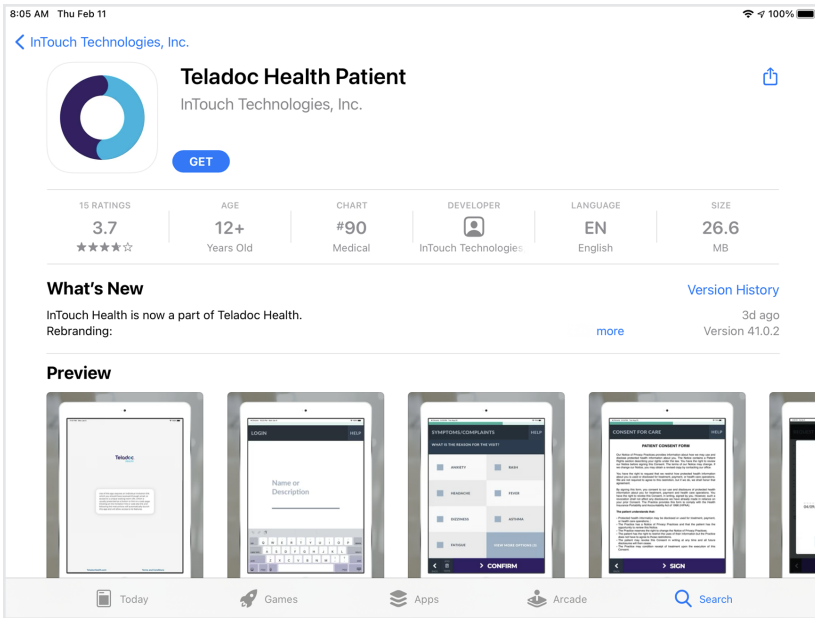 8:05 AM Thu Feb 11
100%
InTouch Technologies, Inc.
Teladoc Health Patient
InTouch Technologies, Inc.
GET
15 RATINGS
AGE
CHART
DEVELOPER
LANGUAGE
SIZE
3.7
12+
#90
EN
26.6
Years Old
Medical
InTouch Technologies
English
MB
What's New
Version History
InTouch Health is now a part of Teladoc Health.
3d ago
Rebranding:
more
Version 41.0.2
Preview
Teladoc
LOGIN
HELP
Name or
Description
SYMPTOMS/COMPLAINTS
HELP
WHAT IS THE REASON FOR THE VISIT?
ANXIETY
RASH
HEADACHE
FEVER
DIZZINESS
ASTHMA
FATIGUE
VIEW MORE OPTIONS
CONFIRM
CONSENT FOR CARE
HELP
PATIENT CONSENT FORM
SIGN
Today
Games
Apps
Arcade
Search